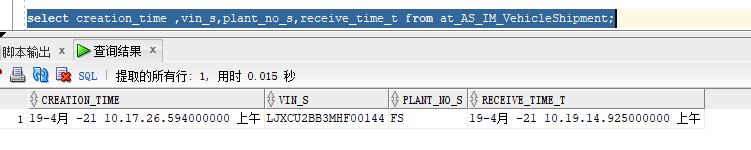 select creation_time ,vin_s,plant_no_s,receive_time_t from at_AS_IM_VehicleShipment;
脚本输出 × 查询结果 ×
SQL | 提取的所有行: 1, 用时 0.015 秒
CREATION_TIME VIN_S PLANT_NO_S RECEIVE_TIME_T
1 19-4月 -21 10.17.26.594000000 上午 LJXCU2BB3MHF00144 FS 19-4月 -21 10.19.14.925000000 上午